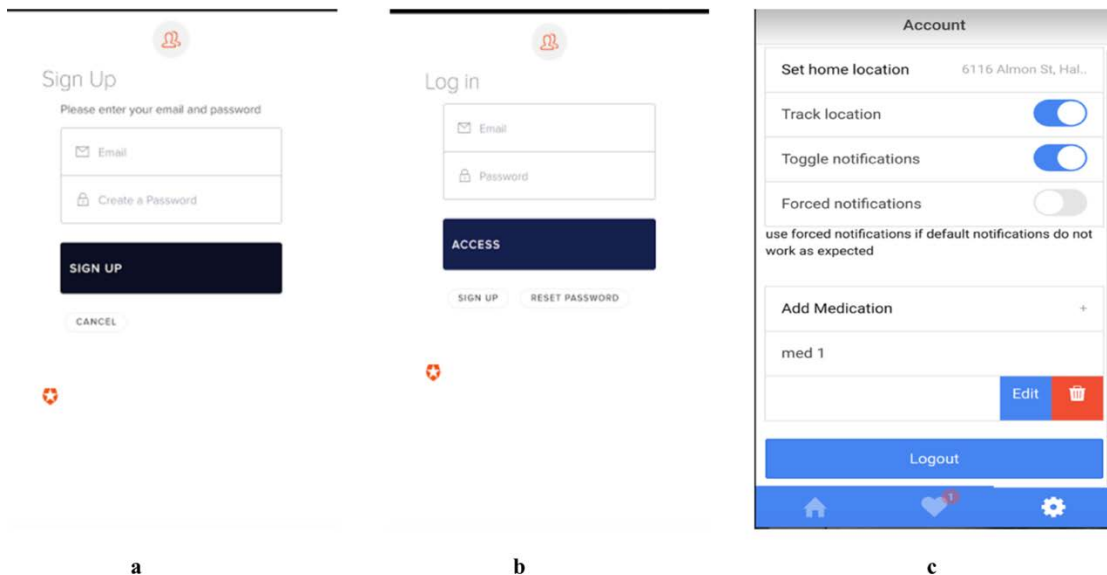 Sign Up
Please enter your email and password
Email
Create a Password
SIGN UP
CANCEL
a
Log in
Email
Password
ACCESS
SIGN UP RESET PASSWORD
b
Account
Set home location 6116 Almon St, Hal..
Track location
Toggle notifications
Forced notifications
use forced notifications if default notifications do not
work as expected
Add Medication +
med 1
Edit
Logout
1
c